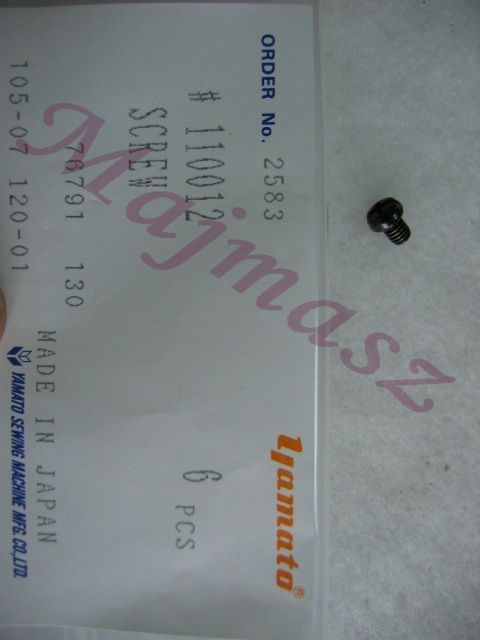 ORDER No. 2583
# 110012
SCREW
76791 130
105-07 120-01
yamato®
6 PCS
MADE IN JAPAN
YAMATO SEWING MACHINE MFG. CO.,LTD.
Majmasz